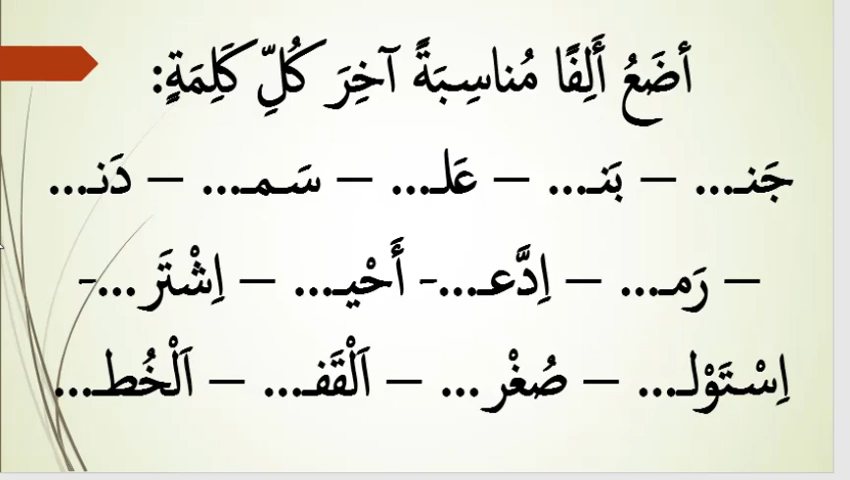 أضَعُ أَلِفًا مُناسِبَةً آخِرَ كُلِّ كَلِمَةٍ:
جَنـ... – بَنـ... – عَلـ... – سَمـ... – دَنـ...
– رَمـ... – اِدَّعـ...- أَحْيـ... – اِشْتَر...-
اِسْتَوْلـ... – صُغْر... – اَلْقَفـ... – اَلْخُطـ...